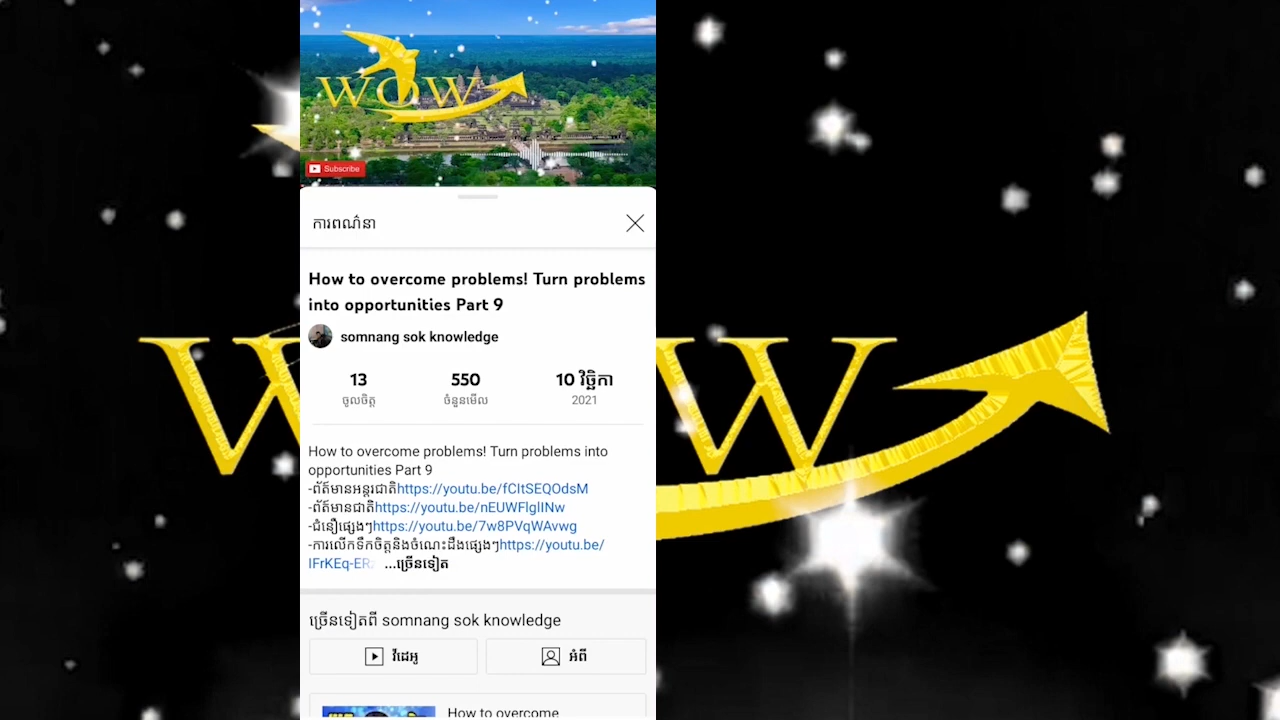 WOW
Subscribe
ការពណ៌នា
How to overcome problems! Turn problems
into opportunities Part 9
somnang sok knowledge
13 550 10 វិច្ឆិកា
ចូលចិត្ត ចំនួនមើល 2021
How to overcome problems! Turn problems into
opportunities Part 9
-ព័ត៍មានអន្តរជាតិhttps://youtu.be/fCItSEQOdsM
-ព័ត៍មានជាតិhttps://youtu.be/nEUWFlglINw
-ជំនឿផ្សេងៗhttps://youtu.be/7w8PVqWAvwg
-ការលើកទឹកចិត្តនិងចំណេះដឹងផ្សេងៗhttps://youtu.be/
IFrKEq-ER ...ច្រើនទៀត
ច្រើនទៀតពី somnang sok knowledge
វីដេអូ អំពី
How to overcome
W W